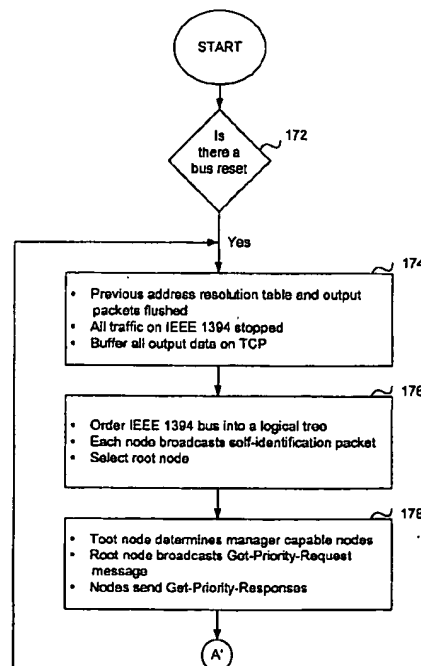 START
172
Is
there a
bus reset
Yes
174
• Previous address resolution table and output
packets flushed
• All traffic on IEEE 1394 stopped
• Buffer all output data on TCP
176
• Order IEEE 1394 bus into a logical tree
• Each node broadcasts self-identification packet
• Select root node
178
• Toot node determines manager capable nodes
• Root node broadcasts Got-Priority-Request
message
• Nodes send Get-Priority-Responses
A'